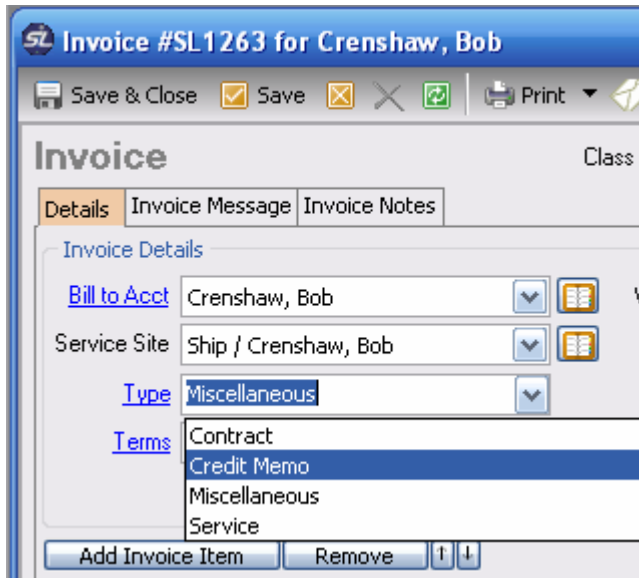 SL Invoice #SL1263 for Crenshaw, Bob
Save & Close Save Print
Invoice
Class
Details Invoice Message Invoice Notes
Invoice Details
Bill to Acct Crenshaw, Bob
Service Site Ship / Crenshaw, Bob
Type Miscellaneous
Terms
Contract
Credit Memo
Miscellaneous
Service
Add Invoice Item Remove